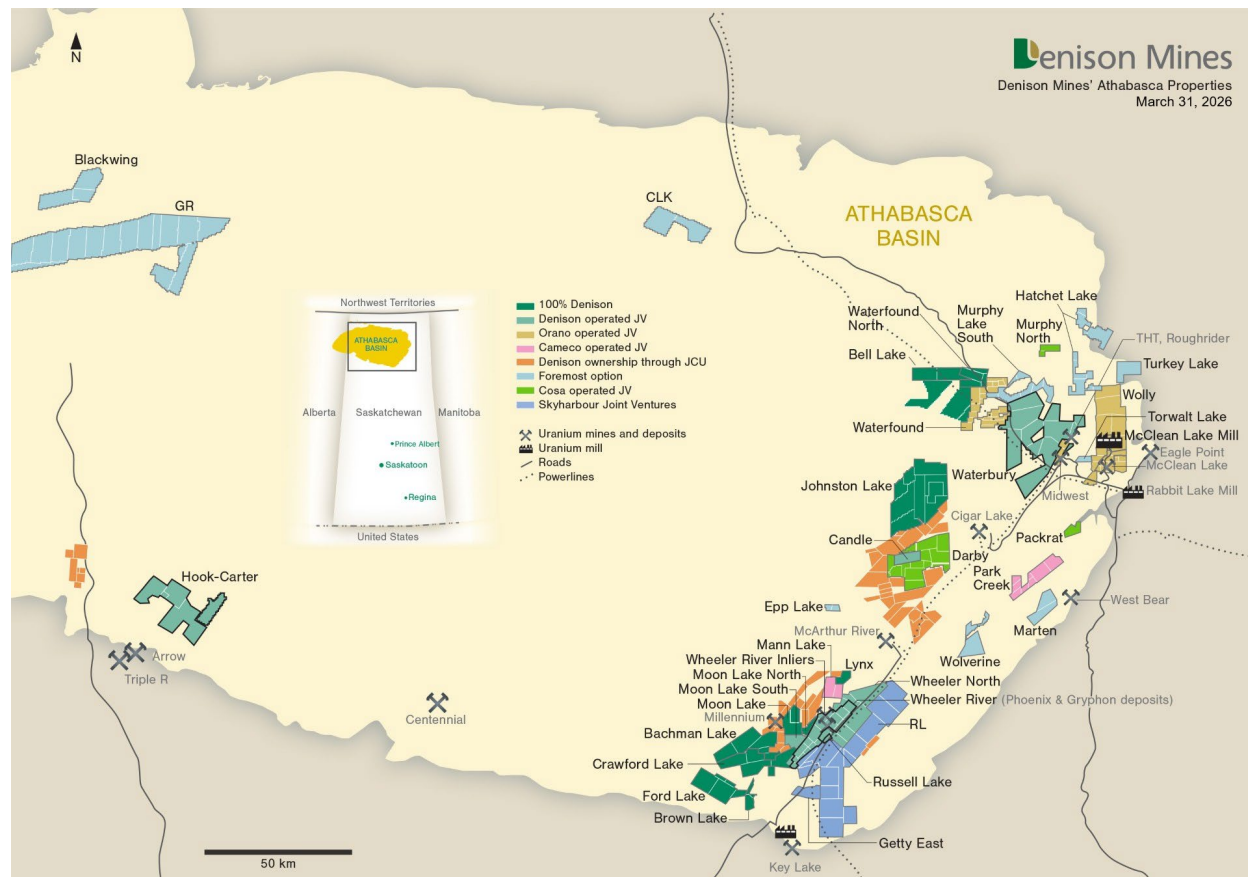 N
Denison Mines
Denison Mines' Athabasca Properties
March 31, 2026
Blackwing
GR
CLK
ATHABASCA
BASIN
Northwest Territories
ATHABASCA
BASIN
Alberta
Saskatchewan
Manitoba
Prince Albert
Saskatoon
Regina
United States
100% Denison
Denison operated JV
Orano operated JV
Cameco operated JV
Denison ownership through JCU
Foremost option
Cosa operated JV
Skyharbour Joint Ventures
Uranium mines and deposits
Uranium mill
Roads
Powerlines
Hatchet Lake
Waterfound
North
Murphy
Lake
South
Murphy
North
THT, Roughrider
Bell Lake
Turkey Lake
Wolly
Torwalt Lake
Waterfound
McClean Lake Mill
Eagle Point
McClean Lake
Waterbury
Johnston Lake
Midwest
Rabbit Lake Mill
Cigar Lake
Candle
Packrat
Darby
Park
Creek
Hook-Carter
West Bear
Epp Lake
Marten
McArthur River
Mann Lake
Wolverine
Arrow
Triple R
Wheeler River Inliers
Lynx
Moon Lake North
Wheeler North
Moon Lake South
Wheeler River (Phoenix & Gryphon deposits)
Moon Lake
Millennium
Centennial
RL
Bachman Lake
Crawford Lake
Russell Lake
Ford Lake
Brown Lake
Getty East
50 km
Key Lake